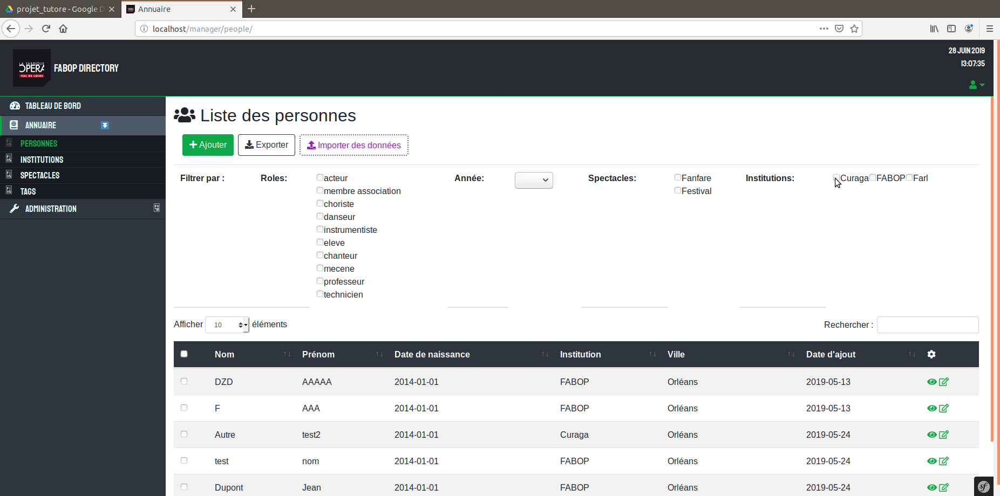 projet_tutore - Google D
Annuaire
localhost/manager/people/
LA FABRIQUE
OPERA
VAL DE LOIRE
FABOP DIRECTORY
28 JUIN 2019
13:07:35
TABLEAU DE BORD
ANNUAIRE
PERSONNES
INSTITUTIONS
SPECTACLES
TAGS
ADMINISTRATION
Liste des personnes
Ajouter
Exporter
Importer des données
Filtrer par :
Roles:
acteur
membre association
choriste
danseur
instrumentiste
eleve
chanteur
mecene
professeur
technicien
Année:
Spectacles:
Fanfare
Festival
Institutions:
Curaga FABOP Farl
Afficher 10 éléments
Rechercher :
Nom Prénom Date de naissance Institution Ville Date d'ajout
DZD AAAAA 2014-01-01 FABOP Orléans 2019-05-13
F AAA 2014-01-01 FABOP Orléans 2019-05-13
Autre test2 2014-01-01 Curaga Orléans 2019-05-24
test nom 2014-01-01 FABOP Orléans 2019-05-24
Dupont Jean 2014-01-01 FABOP Orléans 2019-05-24
sf